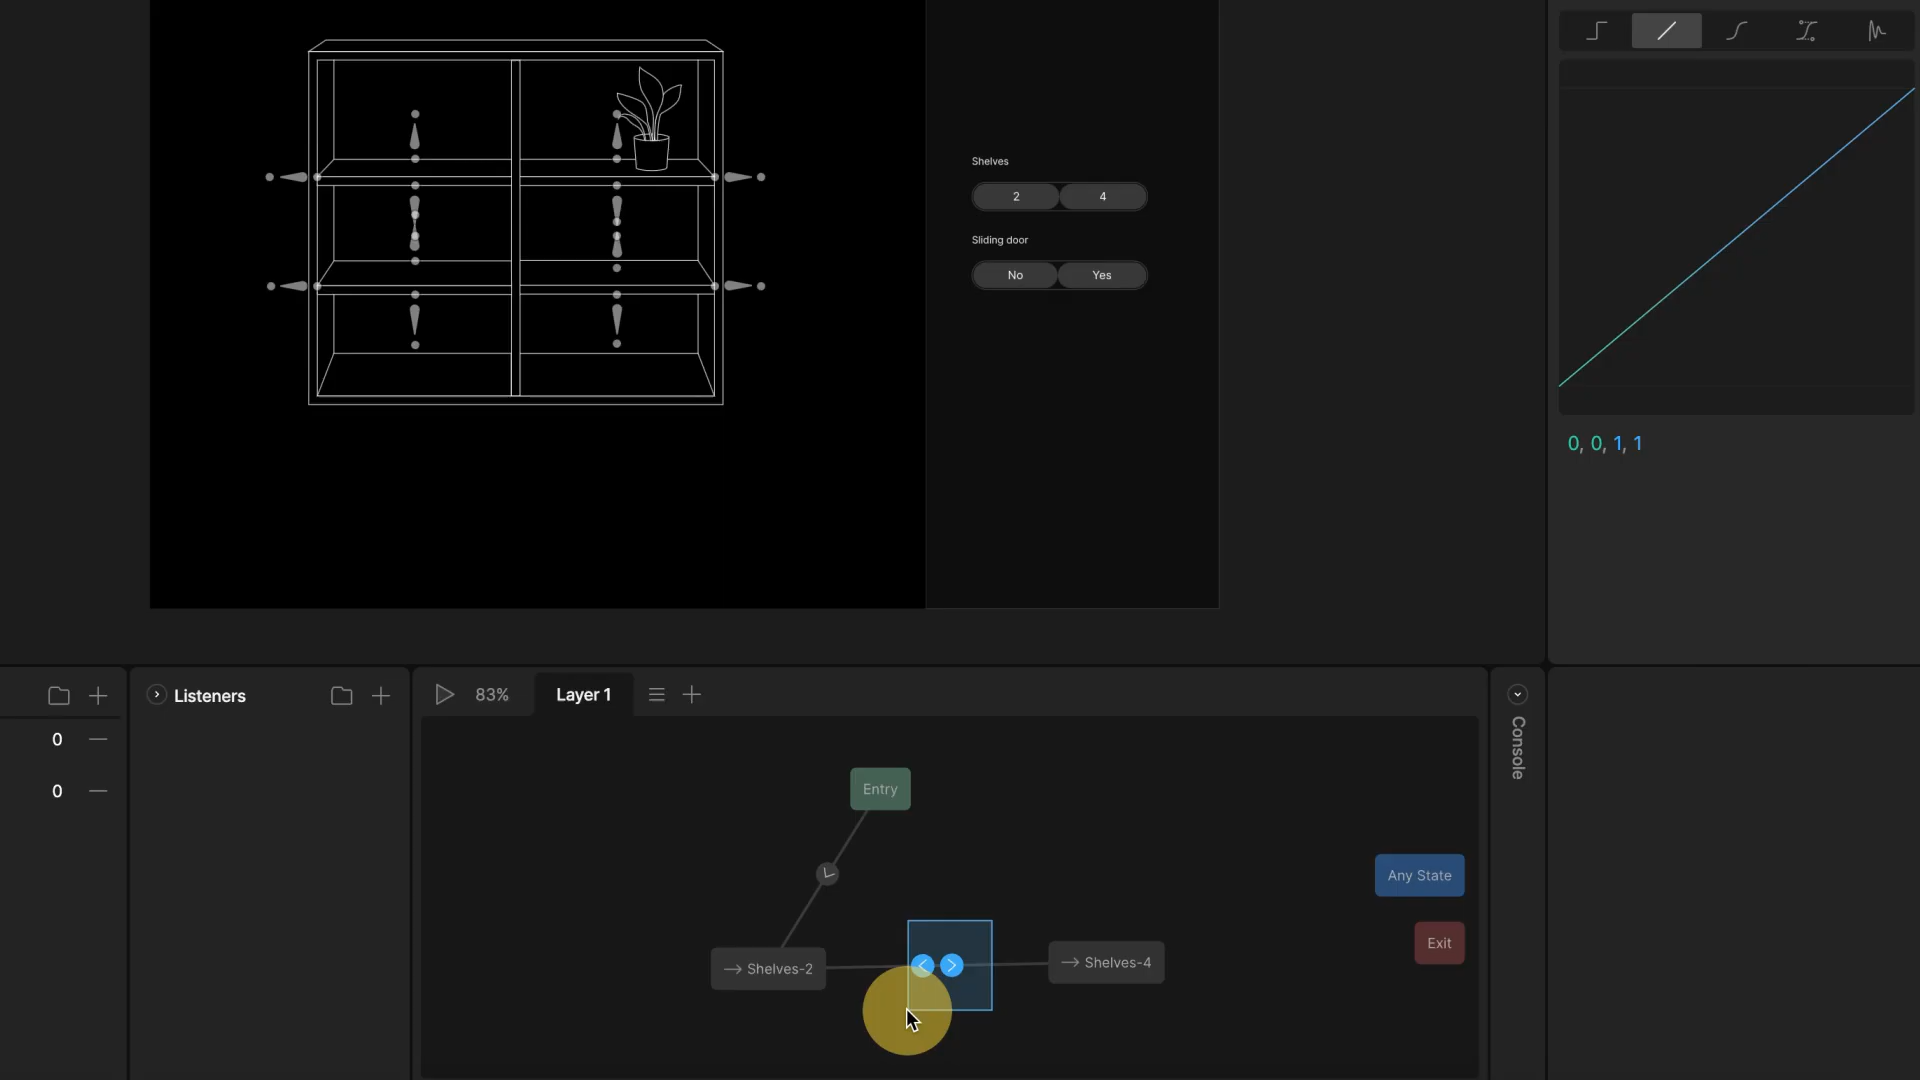 Shelves
2 4
Sliding door
No Yes
0, 0, 1, 1
Listeners
83%
Layer 1
0
0
Console
Entry
Any State
Exit
Shelves-2
Shelves-4